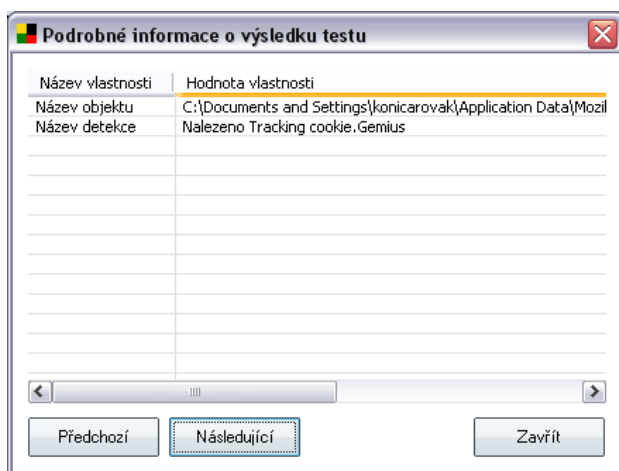 Podrobné informace o výsledku testu
Název vlastnosti Hodnota vlastnosti
Název objektu C:\Documents and Settings\konicarovak\Application Data\Mozil
Název detekce Nalezeno Tracking cookie.Gemius
Předchozí Následující Zavřít